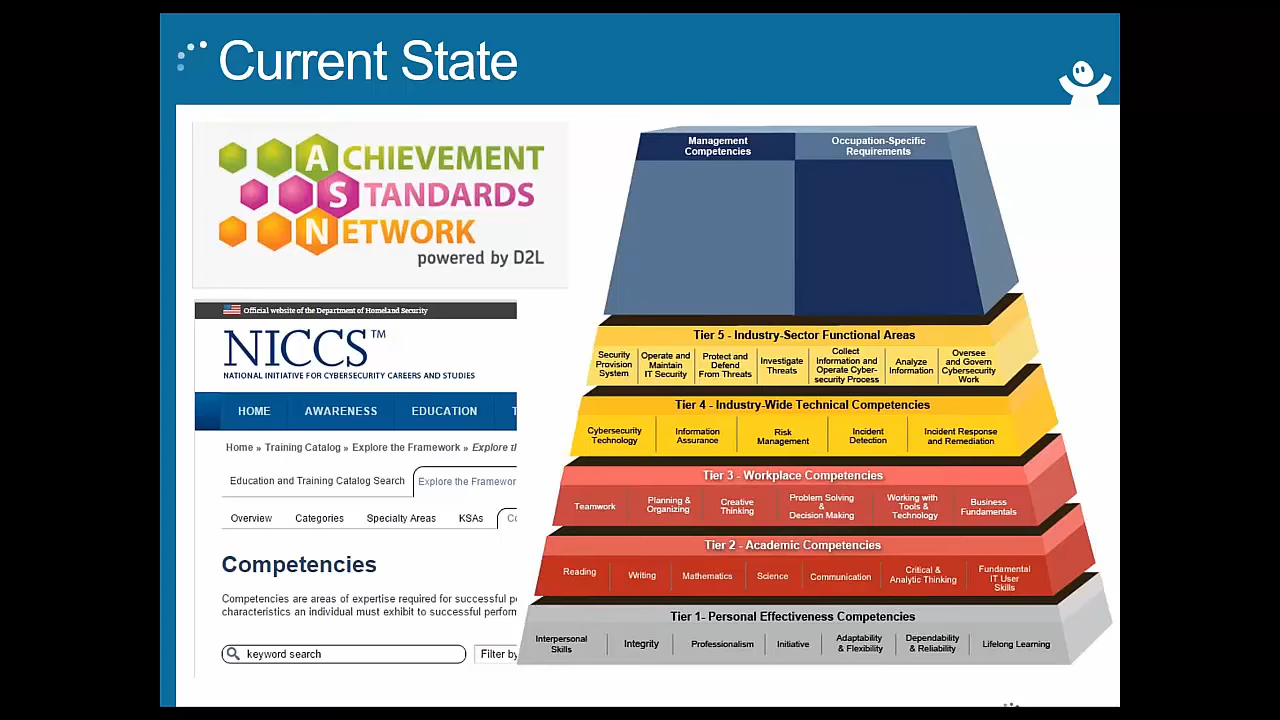 Current State
ACHIEVEMENT
STANDARDS
NETWORK
powered by D2L
Official website of the Department of Homeland Security
NICCS™
NATIONAL INITIATIVE FOR CYBERSECURITY CAREERS AND STUDIES
HOME AWARENESS EDUCATION T
Home » Training Catalog » Explore the Framework » Explore t
Education and Training Catalog Search Explore the Framewor
Overview Categories Specialty Areas KSAs Co
Competencies
Competencies are areas of expertise required for successful p
characteristics an individual must exhibit to successful perform
keyword search Filter by
Management
Competencies
Occupation-Specific
Requirements
Tier 5 - Industry-Sector Functional Areas
Security
Provision
System
Operate and
Maintain
IT Security
Protect and
Defend
From Threats
Investigate
Threats
Collect
Information and
Operate Cyber-
security Process
Analyze
Information
Oversee
and Govern
Cybersecurity
Work
Tier 4 - Industry-Wide Technical Competencies
Cybersecurity
Technology
Information
Assurance
Risk
Management
Incident
Detection
Incident Response
and Remediation
Tier 3 - Workplace Competencies
Teamwork
Planning &
Organizing
Creative
Thinking
Problem Solving
&
Decision Making
Working with
Tools &
Technology
Business
Fundamentals
Tier 2 - Academic Competencies
Reading
Writing
Mathematics
Science
Communication
Critical &
Analytic Thinking
Fundamental
IT User
Skills
Tier 1- Personal Effectiveness Competencies
Interpersonal
Skills
Integrity
Professionalism
Initiative
Adaptability
& Flexibility
Dependability
& Reliability
Lifelong Learning